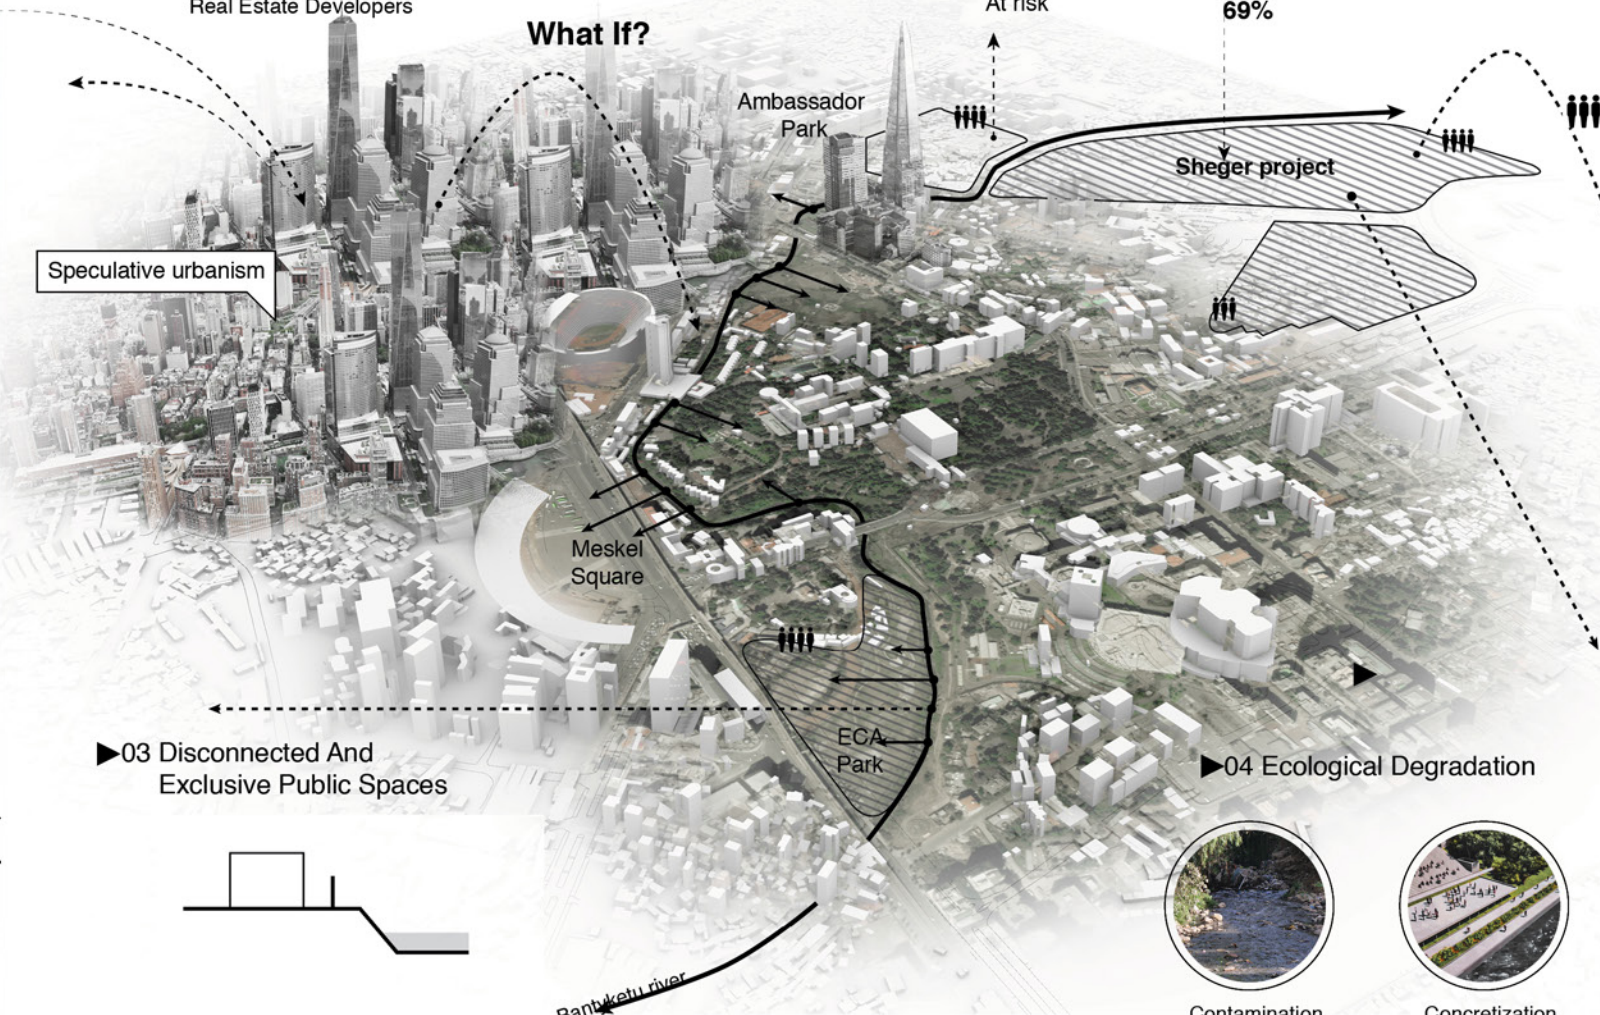 Real Estate Developers
At risk
69%
What If?
Ambassador
Park
Sheger project
Speculative urbanism
Meskel
Square
ECA
Park
▶03 Disconnected And
Exclusive Public Spaces
▶04 Ecological Degradation
Bantyketu river
Contamination
Concretization